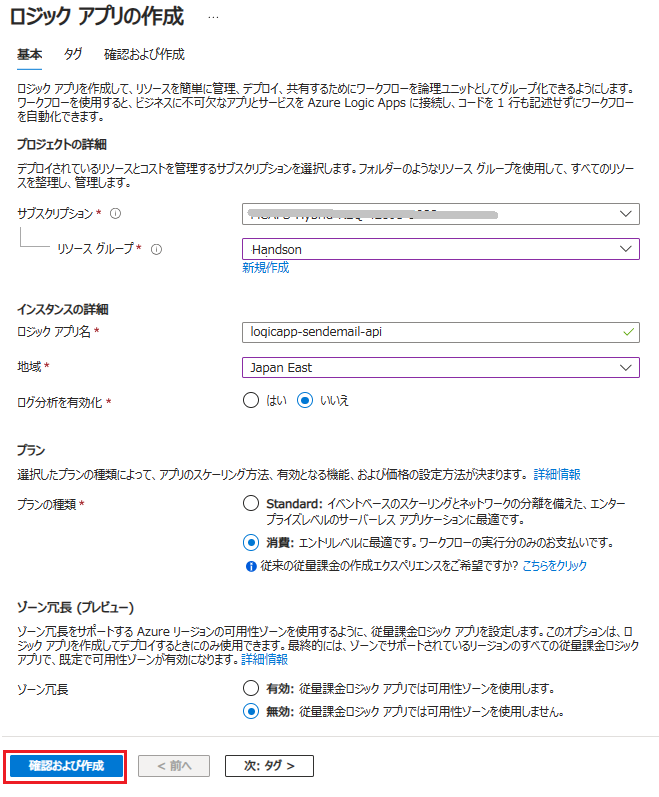 ロジック アプリの作成 …
基本 タグ 確認および作成
ロジック アプリを作成して、リソースを簡単に管理、デプロイ、共有するためにワークフローを論理ユニットとしてグループ化できるようにします。
ワークフローを使用すると、ビジネスに不可欠なアプリとサービスを Azure Logic Apps に接続し、コードを 1 行も記述せずにワークフロー
を自動化できます。
プロジェクトの詳細
デプロイされているリソースとコストを管理するサブスクリプションを選択します。フォルダーのようなリソース グループを使用して、すべてのリソー
スを整理し、管理します。
サブスクリプション *
リソース グループ *
Handson
新規作成
インスタンスの詳細
ロジック アプリ名 *
logicapp-sendemail-api
地域 *
Japan East
ログ分析を有効化 *
はい いいえ
プラン
選択したプランの種類によって、アプリのスケーリング方法、有効となる機能、および価格の設定方法が決まります。 詳細情報
プランの種類 *
Standard: イベントベースのスケーリングとネットワークの分離を備えた、エンター
プライズレベルのサーバーレス アプリケーションに最適です。
消費: エントリレベルに最適です。ワークフローの実行分のみのお支払いです。
従来の従量課金の作成エクスペリエンスをご希望ですか? こちらをクリック
ゾーン冗長 (プレビュー)
ゾーン冗長をサポートする Azure リージョンの可用性ゾーンを使用するように、従量課金ロジック アプリを設定します。このオプションは、ロ
ジック アプリを作成してデプロイするときにのみ使用できます。最終的には、ゾーンでサポートされているリージョンのすべての従量課金ロジック
アプリで、既定で可用性ゾーンが有効になります。詳細情報
ゾーン冗長
有効: 従量課金ロジック アプリでは可用性ゾーンを使用します。
無効: 従量課金ロジック アプリでは可用性ゾーンを使用しません。
確認および作成 < 前へ 次: タグ >